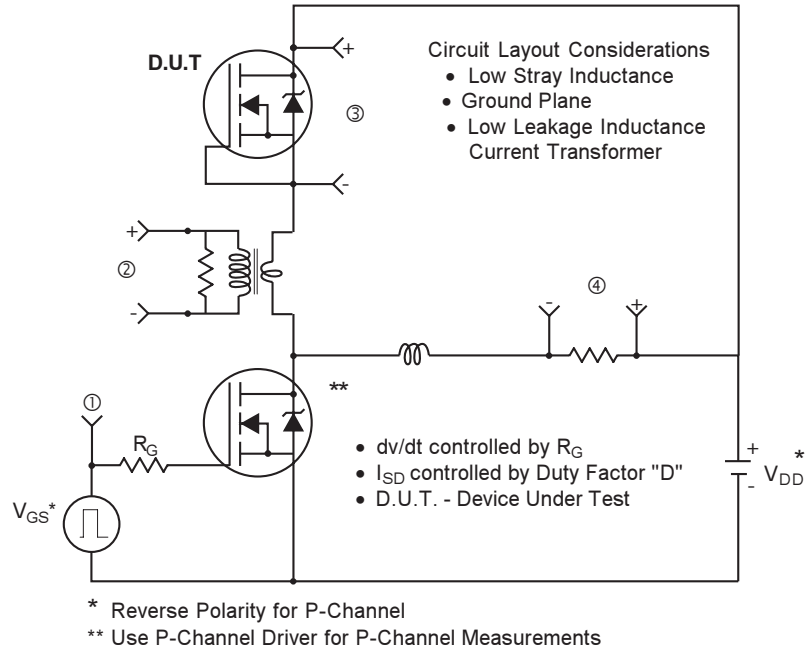 D.U.T
+
③
-
Circuit Layout Considerations
• Low Stray Inductance
• Ground Plane
• Low Leakage Inductance
Current Transformer
+
②
-
- ④ +
**
①
RG
VGS*
• dv/dt controlled by RG
• ISD controlled by Duty Factor "D"
• D.U.T. - Device Under Test
+
VDD*
-
* Reverse Polarity for P-Channel
** Use P-Channel Driver for P-Channel Measurements